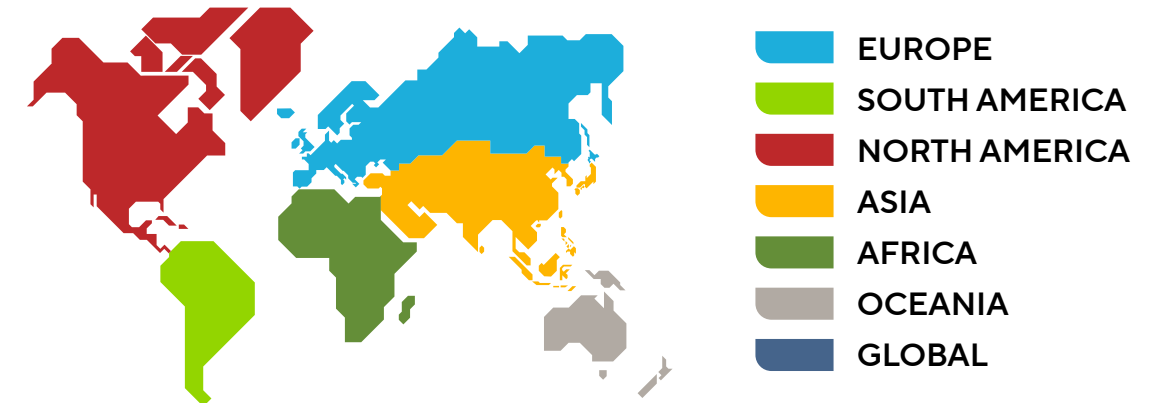 EUROPE
SOUTH AMERICA
NORTH AMERICA
ASIA
AFRICA
OCEANIA
GLOBAL